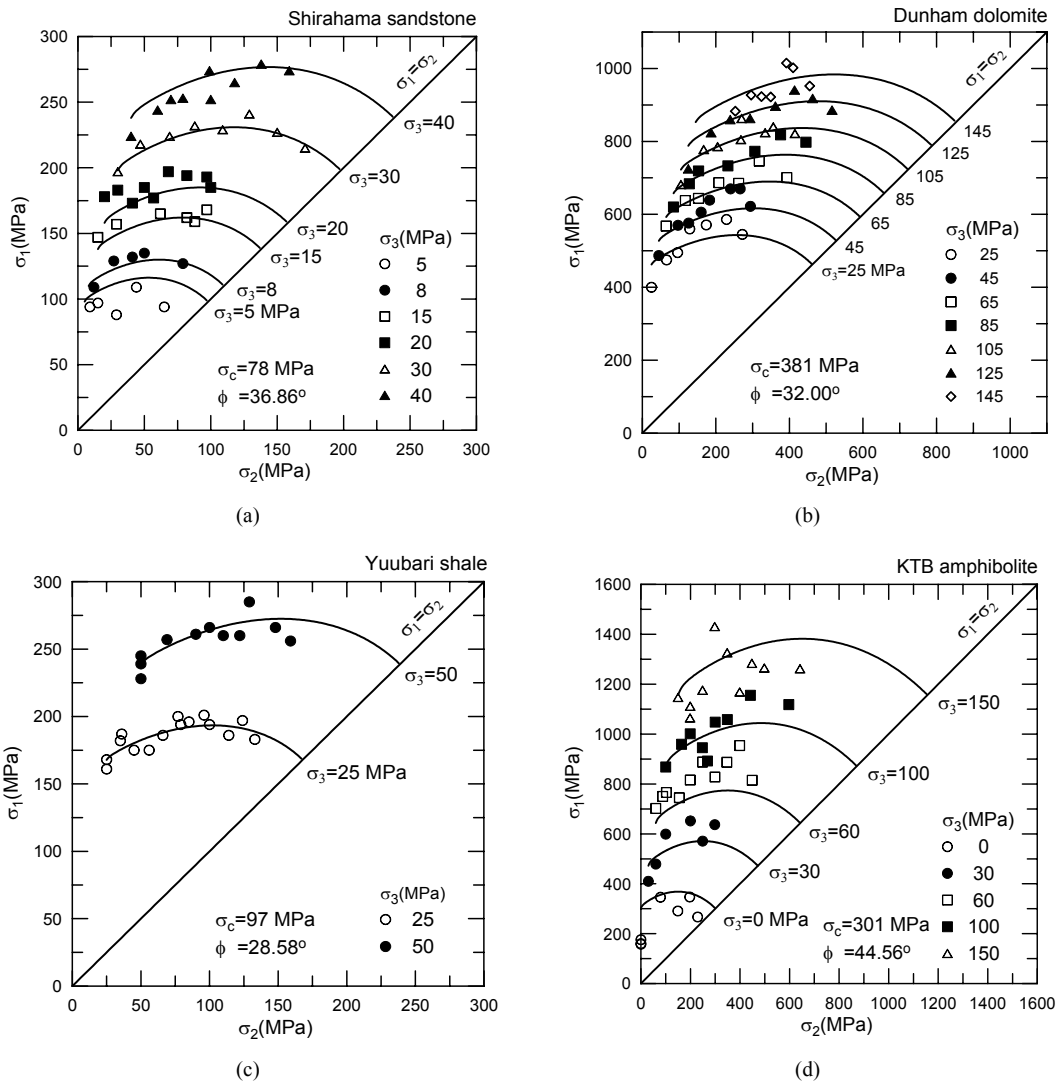 Shirahama sandstone
300
250
200
150
100
50
0
σ1(MPa)
0 50 100 150 200 250 300
σ2(MPa)
σ1=σ2
σ3=40
σ3=30
σ3=20
σ3=15
σ3=8
σ3=5 MPa
σ3(MPa)
5
8
15
20
30
40
σc=78 MPa
ϕ =36.86o
(a)
Dunham dolomite
1000
800
600
400
200
0
σ1(MPa)
0 200 400 600 800 1000
σ2(MPa)
σ1=σ2
145
125
105
85
65
45
σ3=25 MPa
σ3(MPa)
25
45
65
85
105
125
145
σc=381 MPa
ϕ =32.00o
(b)
Yuubari shale
300
250
200
150
100
50
0
σ1(MPa)
0 50 100 150 200 250 300
σ2(MPa)
σ1=σ2
σ3=50
σ3=25 MPa
σ3(MPa)
25
50
σc=97 MPa
ϕ =28.58o
(c)
KTB amphibolite
1600
1400
1200
1000
800
600
400
200
0
σ1(MPa)
0 200 400 600 800 1000 1200 1400 1600
σ2(MPa)
σ1=σ2
σ3=150
σ3=100
σ3=60
σ3=30
σ3=0 MPa
σ3(MPa)
0
30
60
100
150
σc=301 MPa
ϕ =44.56o
(d)